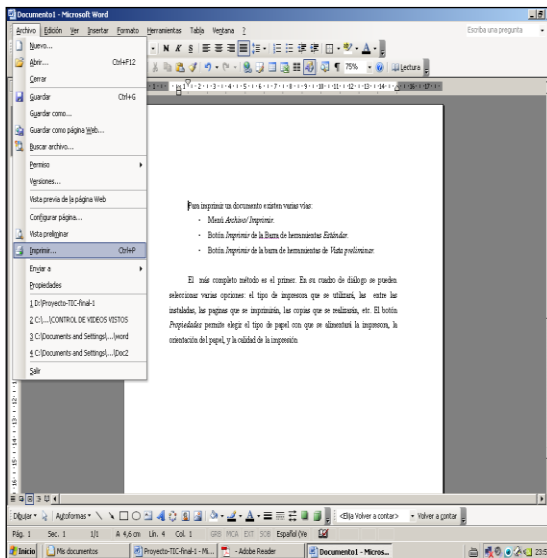 Documento1 - Microsoft Word
Archivo Edición Ver Insertar Formato Herramientas Tabla Ventana ?
Escriba una pregunta
Nuevo...
Abrir... Ctrl+F12
Cerrar
Guardar Ctrl+G
Guardar como...
Guardar como página Web...
Buscar archivo...
Permiso
Versiones...
Vista previa de la página Web
Configurar página...
Vista preliminar
Imprimir... Ctrl+P
Enviar a
Propiedades
1 D:\Proyecto-TIC-final-1
2 C:\...\CONTROL DE VIDEOS VISTOS
3 C:\Documents and Settings\...\word
4 C:\Documents and Settings\...\Doc2
Salir
N K S
75% Lectura
Para imprimir un documento existen varias vías:
- Menú Archivo/ Imprimir.
- Botón Imprimir de la Barra de herramientas Estándar.
- Botón Imprimir de la barra de herramientas de Vista preliminar.
El más completo método es el primer. En su cuadro de diálogo se pueden
seleccionar varias opciones: el tipo de impresora que se utilizará, las entre las
instaladas, las paginas que se imprimirán, las copias que se realizarán, etc. El botón
Propiedades permite elegir el tipo de papel con que se alimentará la impresora, la
orientación del papel, y la calidad de la impresión
Dibujar Autoformas <Elija Volver a contar> Volver a contar
Pág. 1 Sec. 1 1/1 A 4,6 cm Lín. 4 Col. 1 GRB MCA EXT SOB Español (Ve
Inicio Mis documentos Proyecto-TIC-final-1 - Mi... - Adobe Reader Documento1 - Micros...